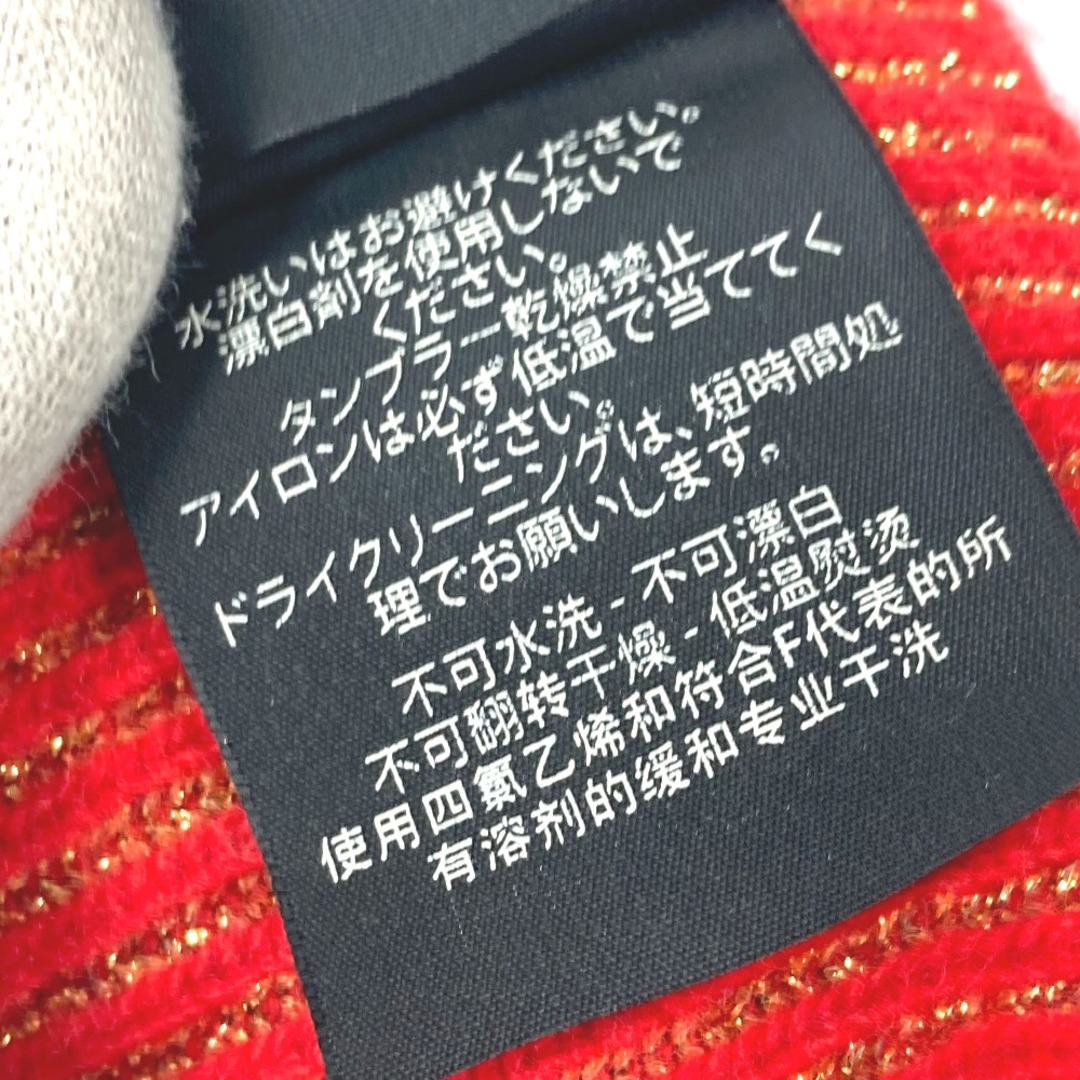 水洗いはお避けください。
漂白剤を使用しないで
ください。
タンブラー乾燥禁止
アイロンは必ず低温で当ててく
ださい。
ドライクリーニングは、短時間処
理でお願いします。
不可水洗 - 不可漂白
不可翻转干燥 - 低温熨烫
使用四氯乙烯和符合F代表的所
有溶剂的缓和专业干洗